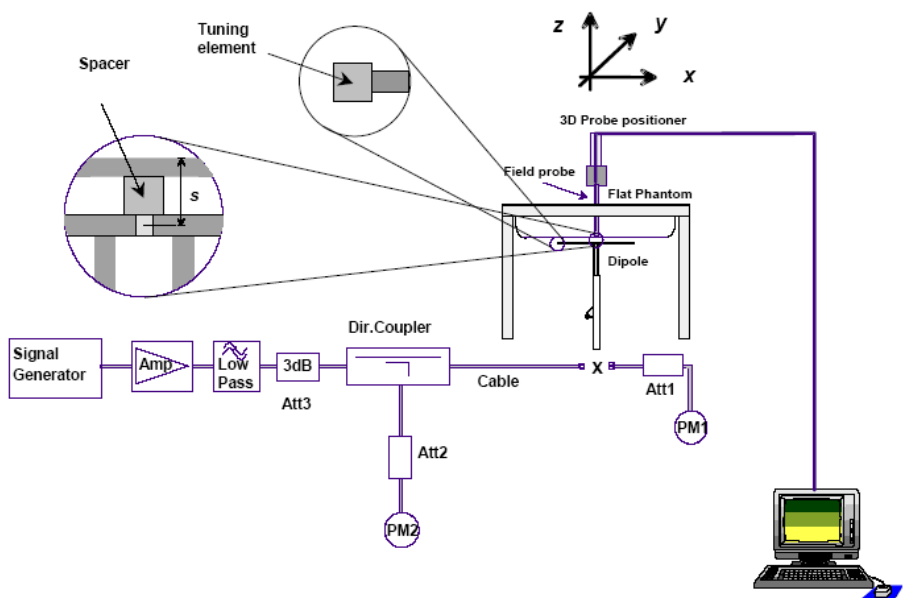 Tuning
element
Spacer
z
y
x
3D Probe positioner
Field probe
Flat Phantom
s
Dipole
Dir.Coupler
Signal
Generator
Amp
Low
Pass
3dB
Att3
Cable
X
Att1
PM1
Att2
PM2